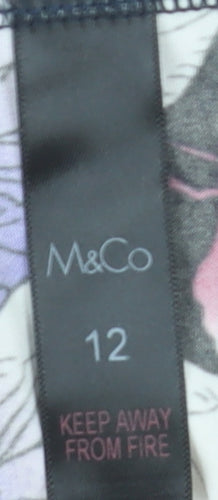 M&Co
12
KEEP AWAY
FROM FIRE